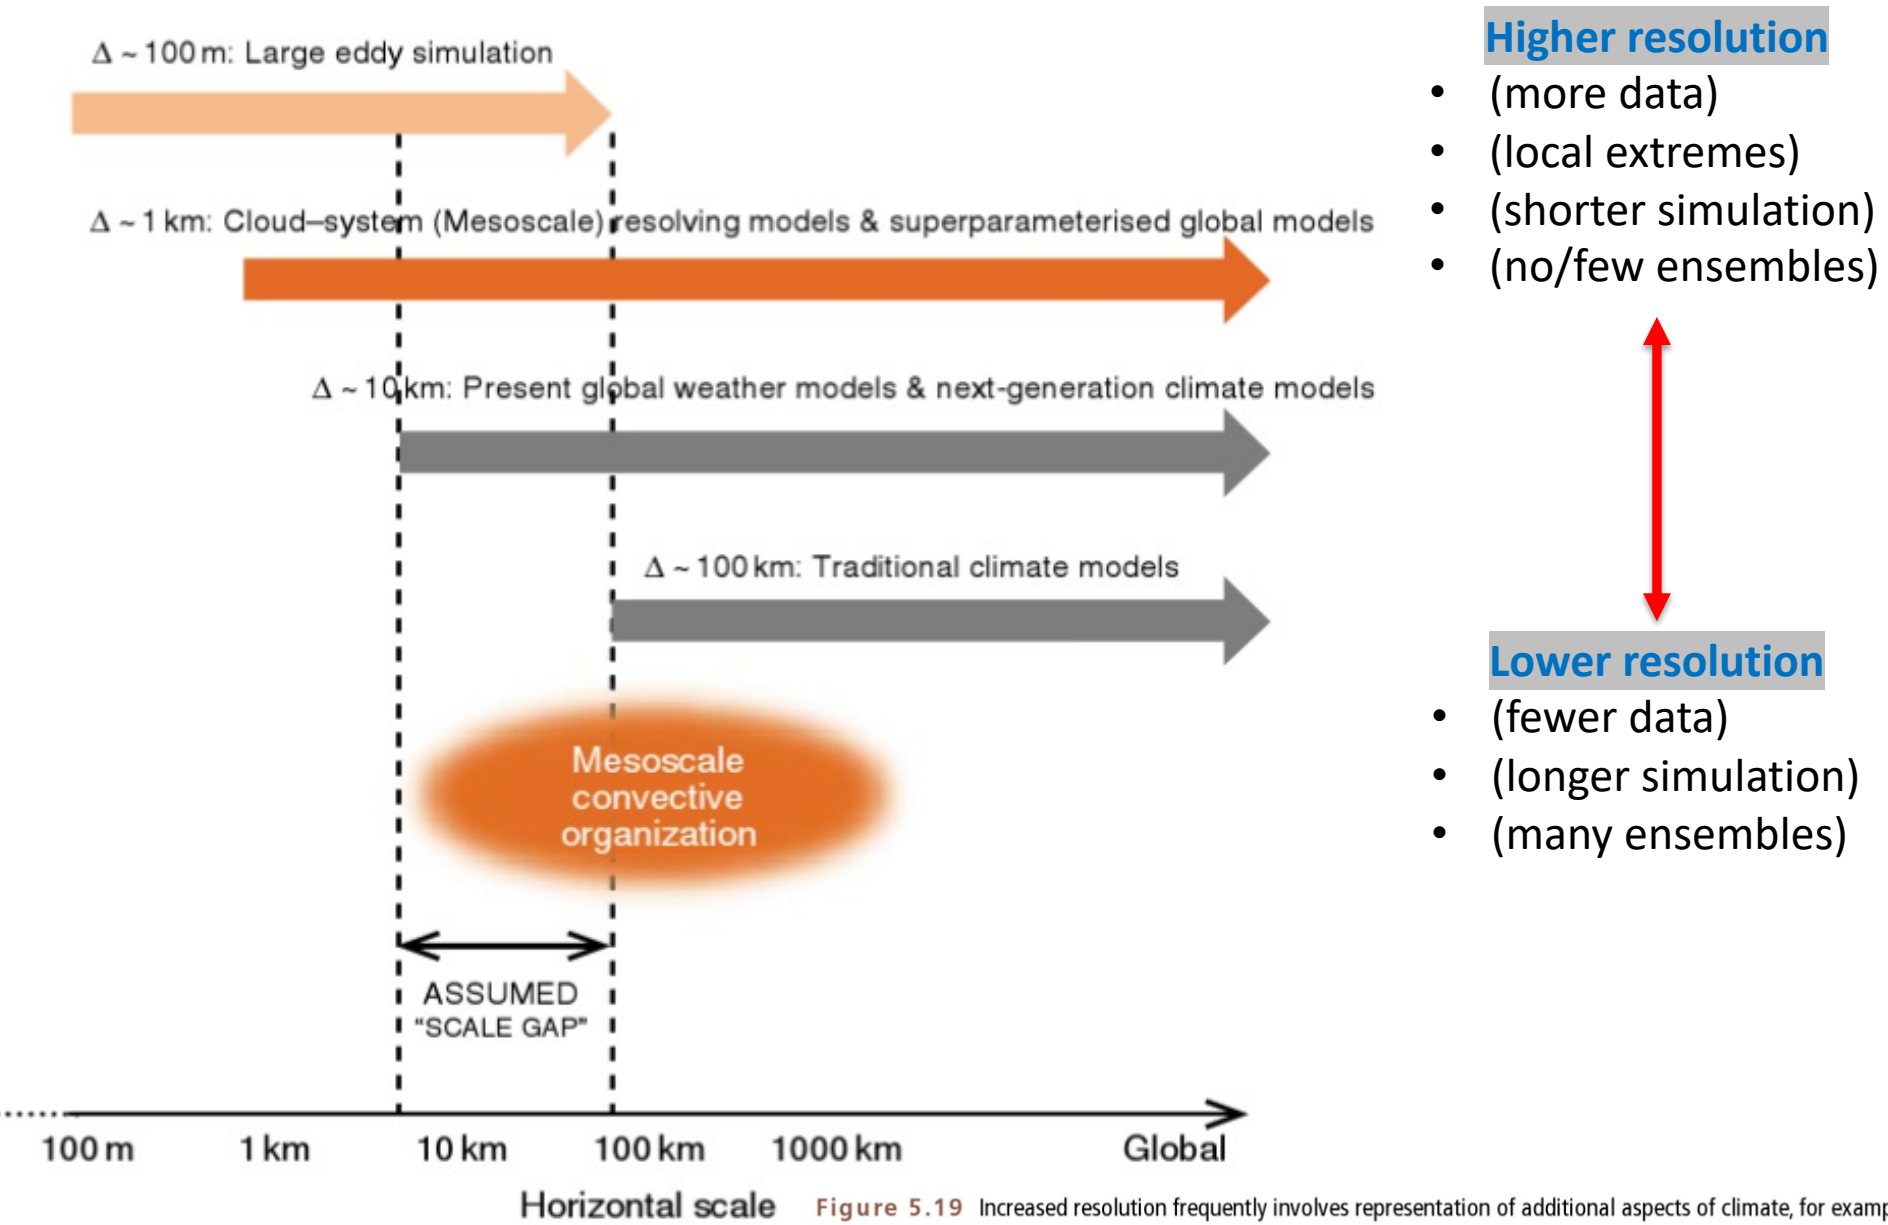 Δ ~ 100 m: Large eddy simulation
Δ ~ 1 km: Cloud–system (Mesoscale) resolving models & superparameterised global models
Δ ~ 10 km: Present global weather models & next-generation climate models
Δ ~ 100 km: Traditional climate models
Mesoscale
convective
organization
ASSUMED
“SCALE GAP”
100 m 1 km 10 km 100 km 1000 km Global
Horizontal scale
Higher resolution
• (more data)
• (local extremes)
• (shorter simulation)
• (no/few ensembles)
Lower resolution
• (fewer data)
• (longer simulation)
• (many ensembles)
Figure 5.19 Increased resolution frequently involves representation of additional aspects of climate, for examp